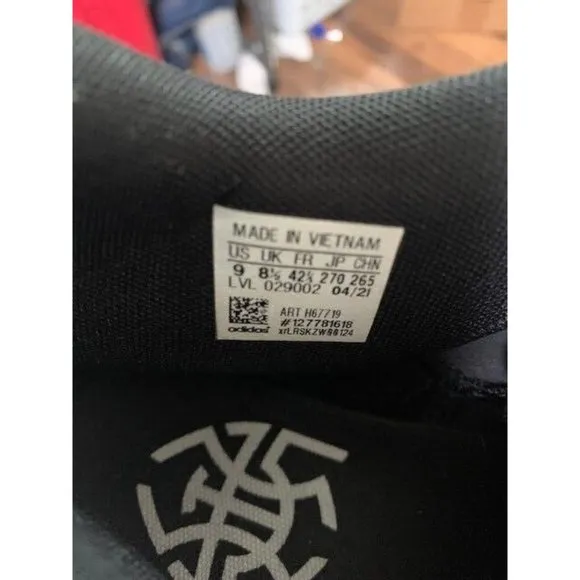 MADE IN VIETNAM
US UK FR JP CHN
9 8½ 42⅔ 270 265
LVL 029002 04/21
ART H67719
#127781618
adidas xrLRSKZW88124